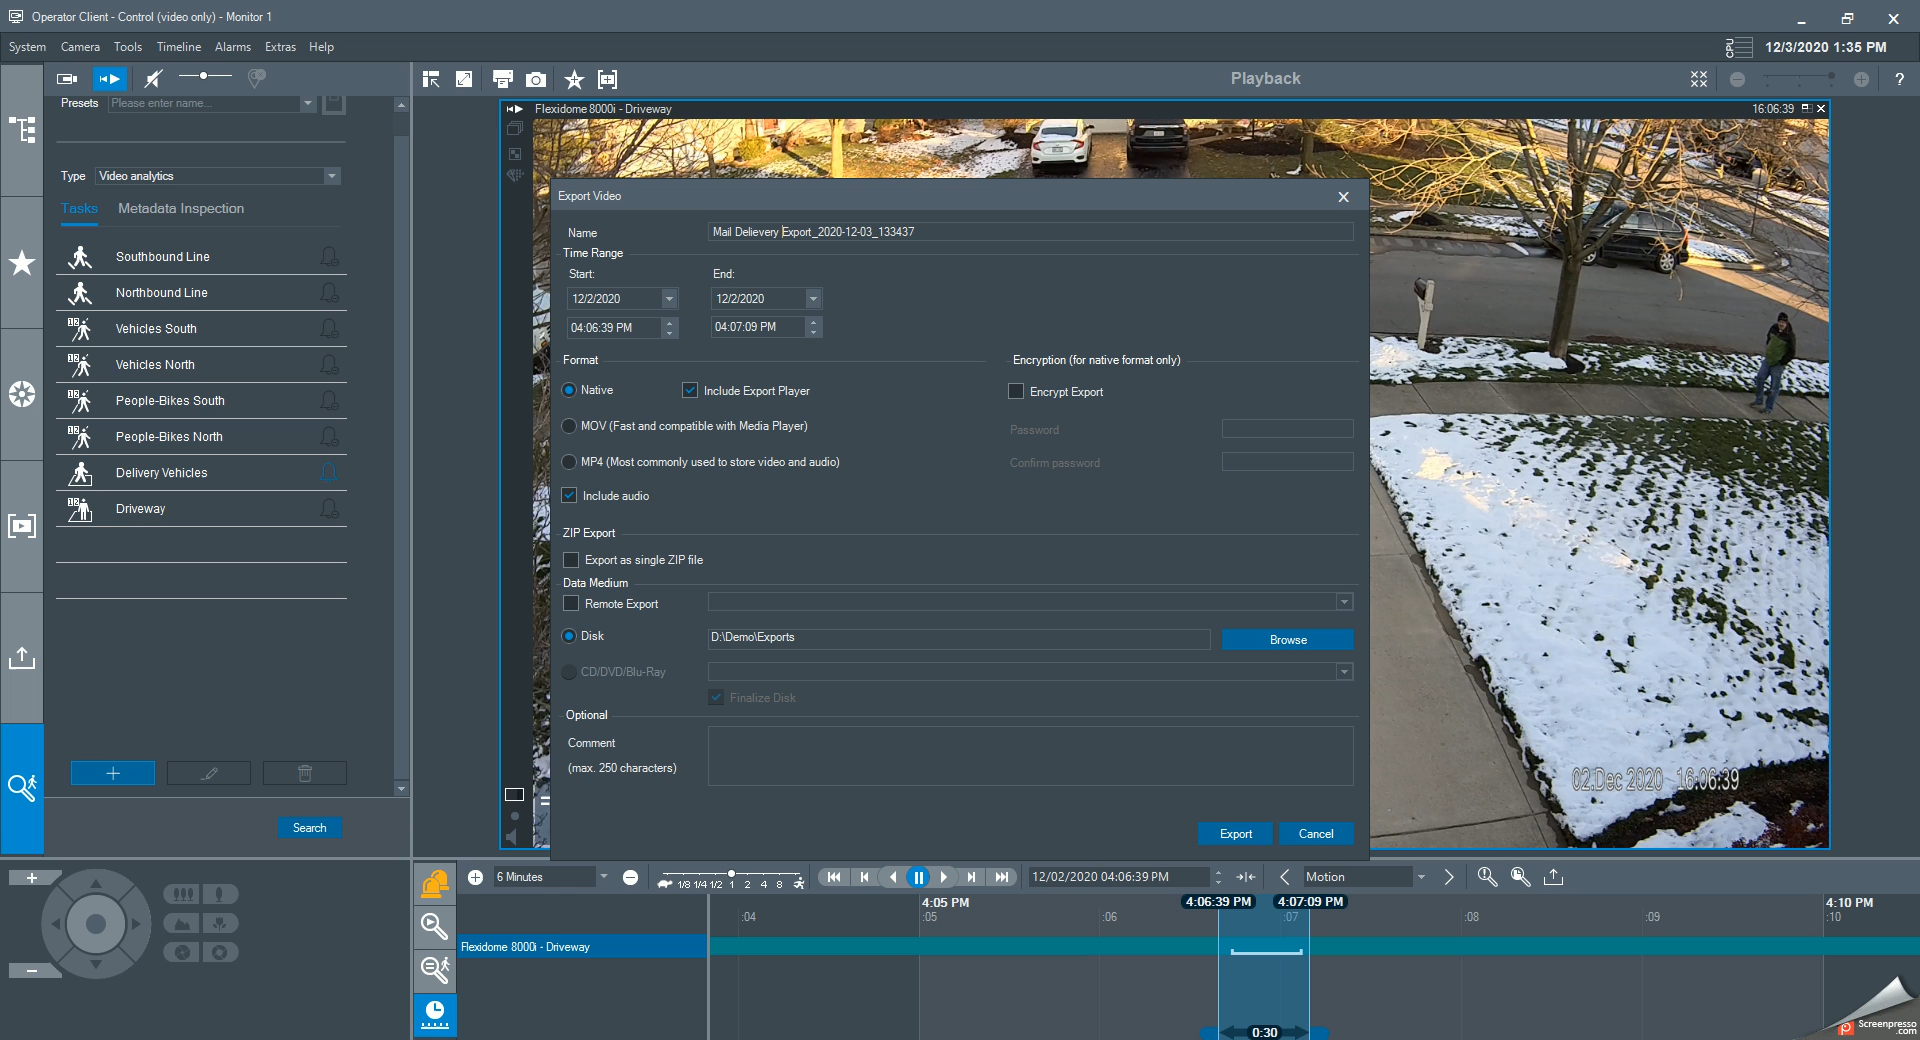 Operator Client - Control (video only) - Monitor 1
System Camera Tools Timeline Alarms Extras Help
CPU 12/3/2020 1:35 PM
Playback
?
Presets Please enter name...
Flexidome 8000i - Driveway 16:06:39
Type Video analytics
Tasks Metadata Inspection
Southbound Line
Northbound Line
Vehicles South
Vehicles North
People-Bikes South
People-Bikes North
Delivery Vehicles
Driveway
Search
Export Video
Name Mail Delievery Export_2020-12-03_133437
Time Range
Start: End:
12/2/2020 12/2/2020
04:06:39 PM 04:07:09 PM
Format Encryption (for native format only)
Native Include Export Player Encrypt Export
MOV (Fast and compatible with Media Player) Password
MP4 (Most commonly used to store video and audio) Confirm password
Include audio
ZIP Export
Export as single ZIP file
Data Medium
Remote Export
Disk D:\Demo\Exports Browse
CD/DVD/Blu-Ray
Finalize Disk
Optional
Comment
(max. 250 characters)
Export Cancel
02.Dec 2020 16:06:39
6 Minutes 1/8 1/4 1/2 1 2 4 8 12/02/2020 04:06:39 PM Motion
4:05 PM 4:06:39 PM 4:07:09 PM 4:10 PM
:04 :05 :06 :07 :08 :09 :10
Flexidome 8000i - Driveway
0:30
Screenpresso
.com